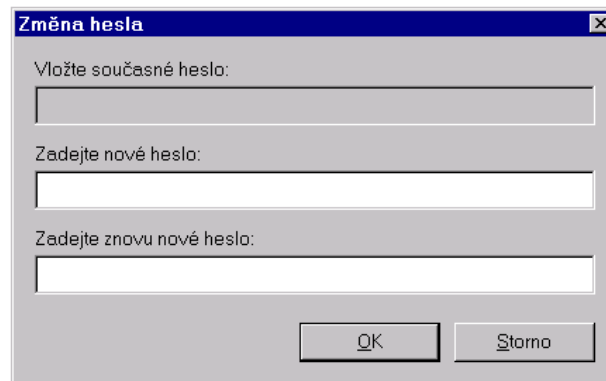 Změna hesla
Vložte současné heslo:
Zadejte nové heslo:
Zadejte znovu nové heslo:
OK
Storno